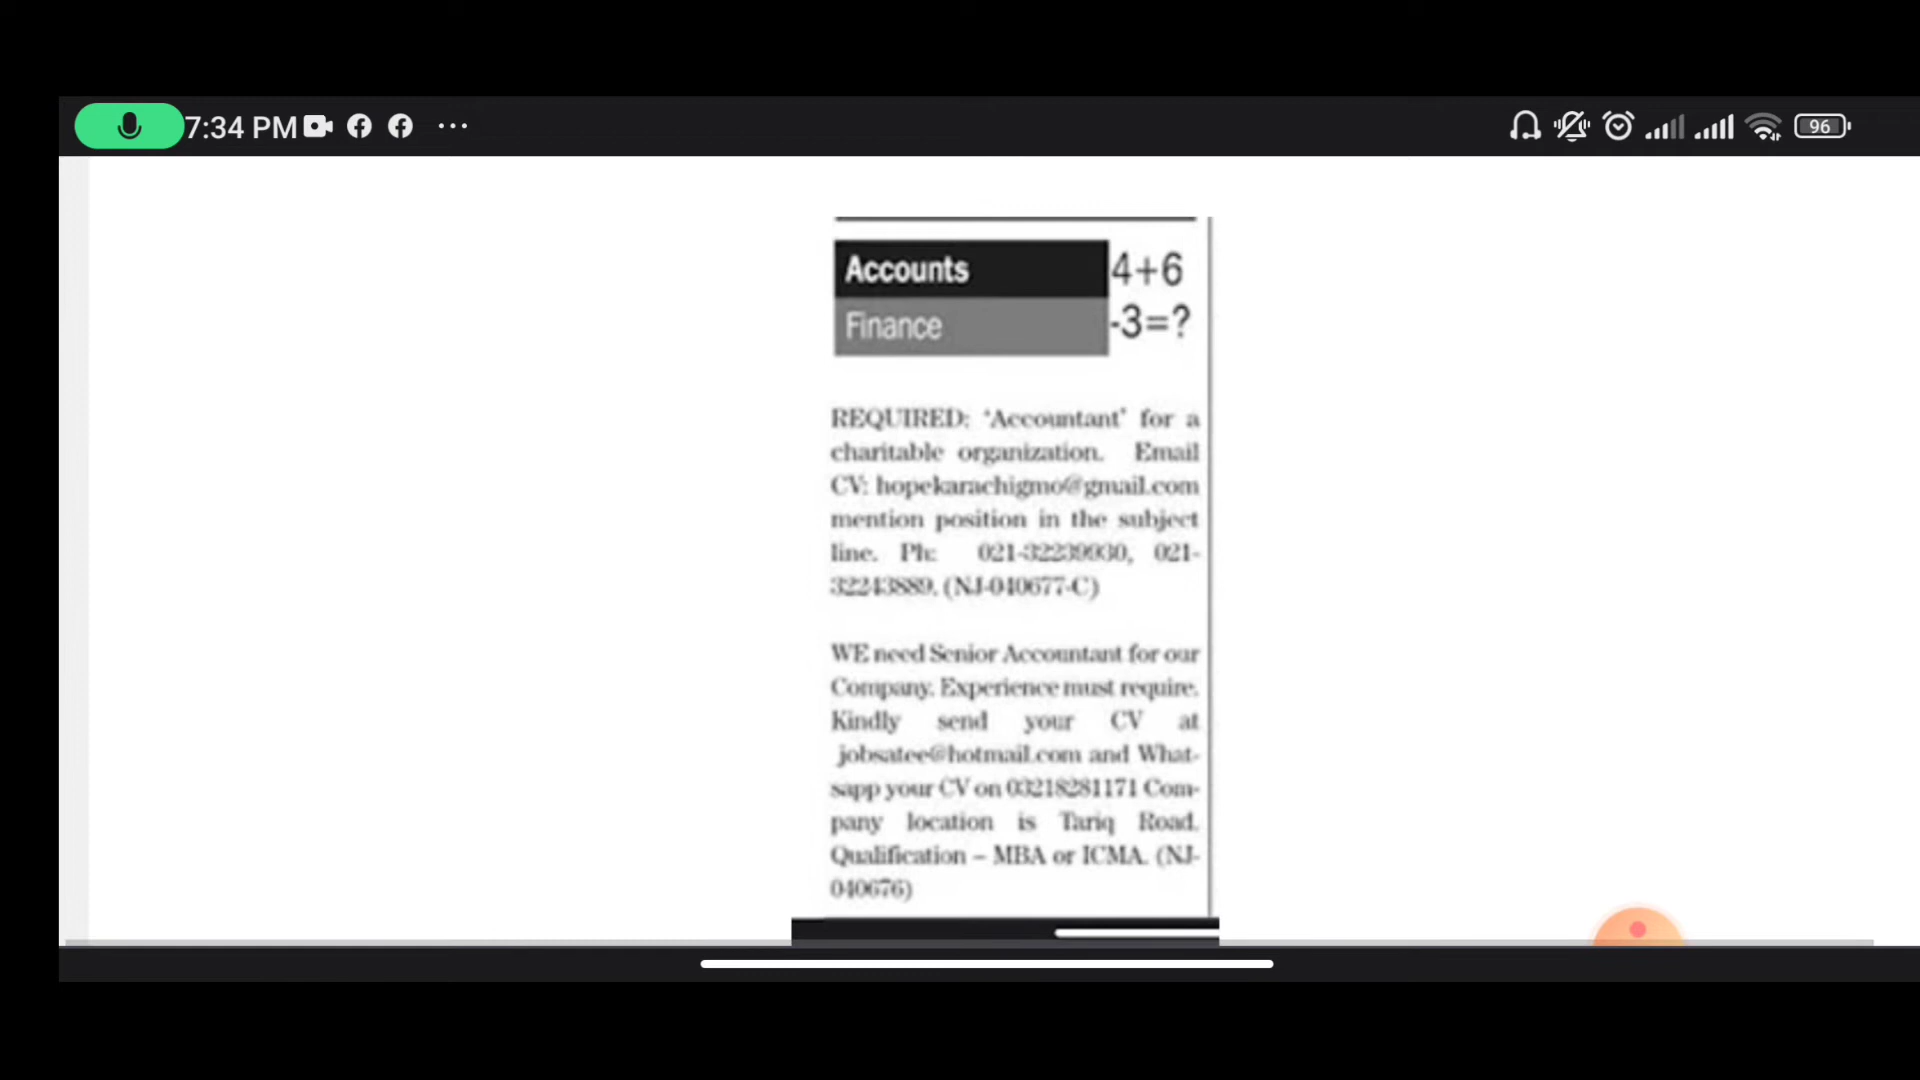 7:34 PM
96
Accounts
4+6
Finance
-3=?
REQUIRED: 'Accountant' for a
charitable organization. Email
CV: hopekarachigmo@gmail.com
mention position in the subject
line. Ph: 021-32239930, 021-
32243889. (NJ-040677-C)
WE need Senior Accountant for our
Company. Experience must require.
Kindly send your CV at
jobsatee@hotmail.com and What-
sapp your CV on 03218281171 Com-
pany location is Tariq Road.
Qualification – MBA or ICMA. (NJ-
040676)